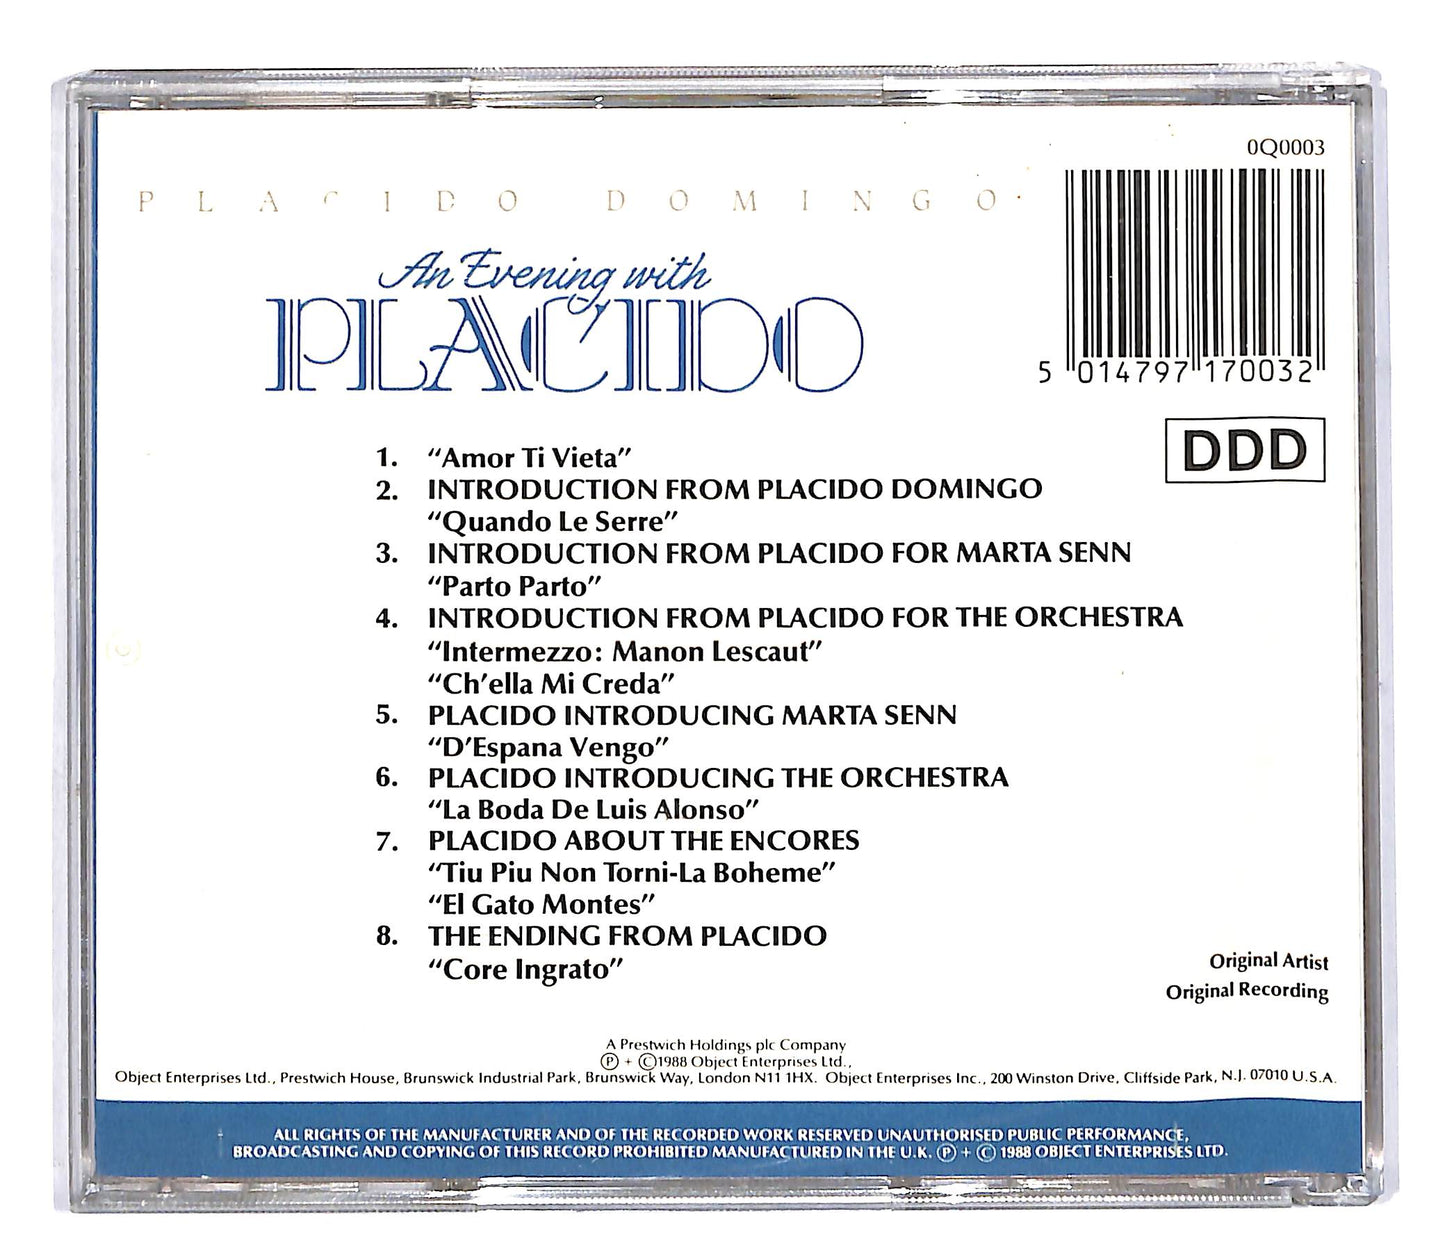 0Q0003
PLACIDO DOMINGO
An Evening with
PLACIDO
5 014797 170032
DDD
1. "Amor Ti Vieta"
2. INTRODUCTION FROM PLACIDO DOMINGO
"Quando Le Serre"
3. INTRODUCTION FROM PLACIDO FOR MARTA SENN
"Parto Parto"
4. INTRODUCTION FROM PLACIDO FOR THE ORCHESTRA
"Intermezzo: Manon Lescaut"
"Ch'ella Mi Creda"
5. PLACIDO INTRODUCING MARTA SENN
"D'Espana Vengo"
6. PLACIDO INTRODUCING THE ORCHESTRA
"La Boda De Luis Alonso"
7. PLACIDO ABOUT THE ENCORES
"Tiu Piu Non Torni-La Boheme"
"El Gato Montes"
8. THE ENDING FROM PLACIDO
"Core Ingrato"
Original Artist
Original Recording
A Prestwich Holdings plc Company
℗ + ©1988 Object Enterprises Ltd.,
Object Enterprises Ltd., Prestwich House, Brunswick Industrial Park, Brunswick Way, London N11 1HX. Object Enterprises Inc., 200 Winston Drive, Cliffside Park, N.J. 07010 U.S.A.
ALL RIGHTS OF THE MANUFACTURER AND OF THE RECORDED WORK RESERVED UNAUTHORISED PUBLIC PERFORMANCE,
BROADCASTING AND COPYING OF THIS RECORD PROHIBITED MANUFACTURED IN THE U.K. ℗ + © 1988 OBJECT ENTERPRISES LTD.